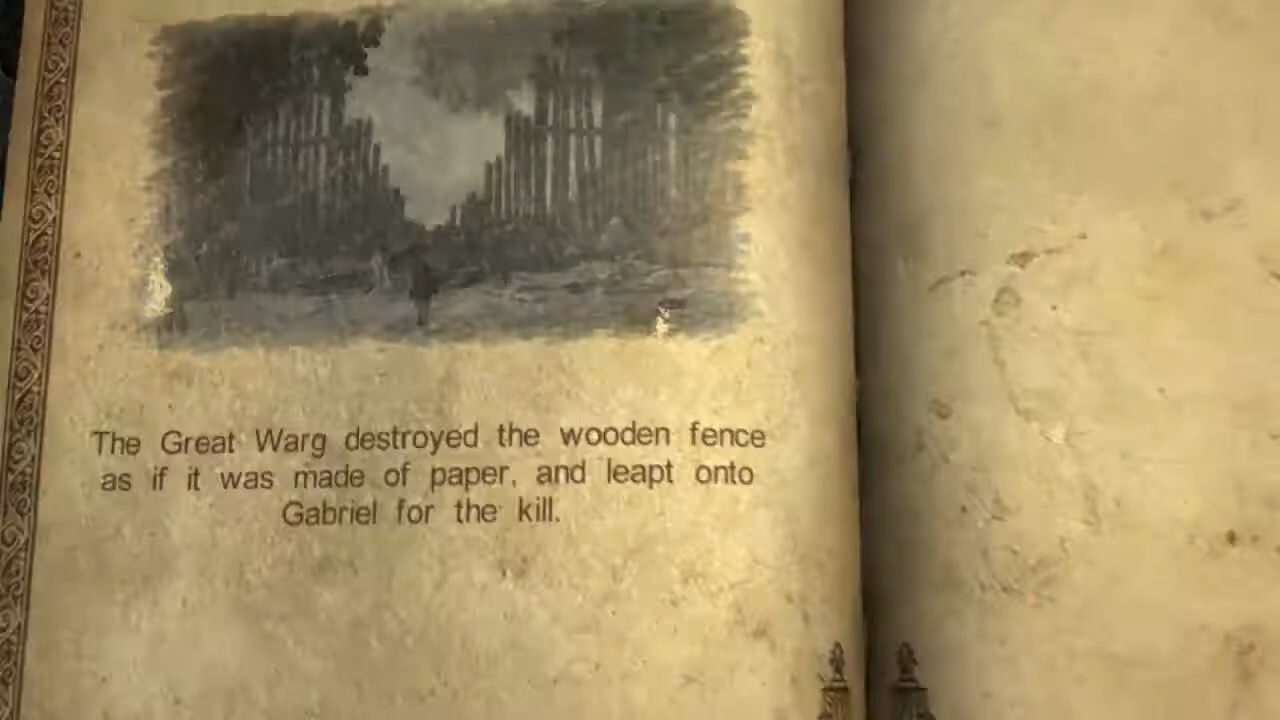 The Great Warg destroyed the wooden fence
as if it was made of paper, and leapt onto
Gabriel for the kill.